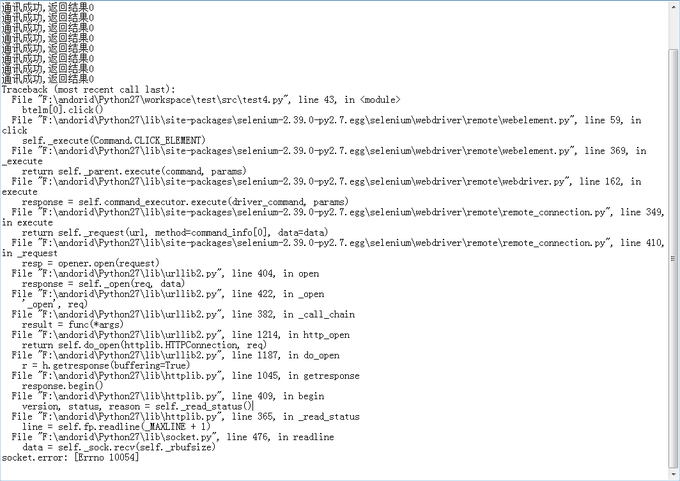 通讯成功,返回结果0
通讯成功,返回结果0
通讯成功,返回结果0
通讯成功,返回结果0
通讯成功,返回结果0
通讯成功,返回结果0
通讯成功,返回结果0
通讯成功,返回结果0
Traceback (most recent call last):
File "F:\andorid\Python27\workspace\test\src\test4.py", line 43, in <module>
btelm[0].click()
File "F:\andorid\Python27\lib\site-packages\selenium-2.39.0-py2.7.egg\selenium\webdriver\remote\webelement.py", line 59, in
click
self._execute(Command.CLICK_ELEMENT)
File "F:\andorid\Python27\lib\site-packages\selenium-2.39.0-py2.7.egg\selenium\webdriver\remote\webelement.py", line 369, in
_execute
return self._parent.execute(command, params)
File "F:\andorid\Python27\lib\site-packages\selenium-2.39.0-py2.7.egg\selenium\webdriver\remote\webdriver.py", line 162, in
execute
response = self.command_executor.execute(driver_command, params)
File "F:\andorid\Python27\lib\site-packages\selenium-2.39.0-py2.7.egg\selenium\webdriver\remote\remote_connection.py", line 349,
in execute
return self._request(url, method=command_info[0], data=data)
File "F:\andorid\Python27\lib\site-packages\selenium-2.39.0-py2.7.egg\selenium\webdriver\remote\remote_connection.py", line 410,
in _request
resp = opener.open(request)
File "F:\andorid\Python27\lib\urllib2.py", line 404, in open
response = self._open(req, data)
File "F:\andorid\Python27\lib\urllib2.py", line 422, in _open
'_open', req)
File "F:\andorid\Python27\lib\urllib2.py", line 382, in _call_chain
result = func(*args)
File "F:\andorid\Python27\lib\urllib2.py", line 1214, in http_open
return self.do_open(httplib.HTTPConnection, req)
File "F:\andorid\Python27\lib\urllib2.py", line 1187, in do_open
r = h.getresponse(buffering=True)
File "F:\andorid\Python27\lib\httplib.py", line 1045, in getresponse
response.begin()
File "F:\andorid\Python27\lib\httplib.py", line 409, in begin
version, status, reason = self._read_status()
File "F:\andorid\Python27\lib\httplib.py", line 365, in _read_status
line = self.fp.readline(_MAXLINE + 1)
File "F:\andorid\Python27\lib\socket.py", line 476, in readline
data = self._sock.recv(self._rbufsize)
socket.error: [Errno 10054]